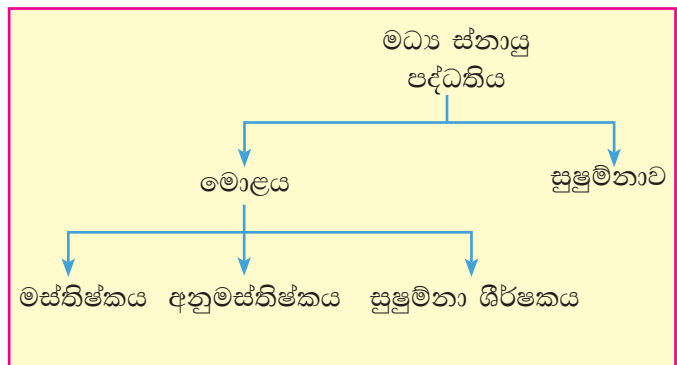 මධ්‍ය ස්නායු
පද්ධතිය
මොළය
සුෂුම්නාව
මස්තිෂ්කය අනුමස්තිෂ්කය සුෂුම්නා ශීර්ෂකය